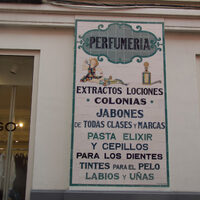 PERFUMERIA
EXTRACTOS LOCIONES
COLONIAS
JABONES
DE TODAS CLASES Y MARCAS
PASTA ELIXIR
Y CEPILLOS
PARA LOS DIENTES
TINTES PARA EL PELO
LABIOS Y UÑAS
GO